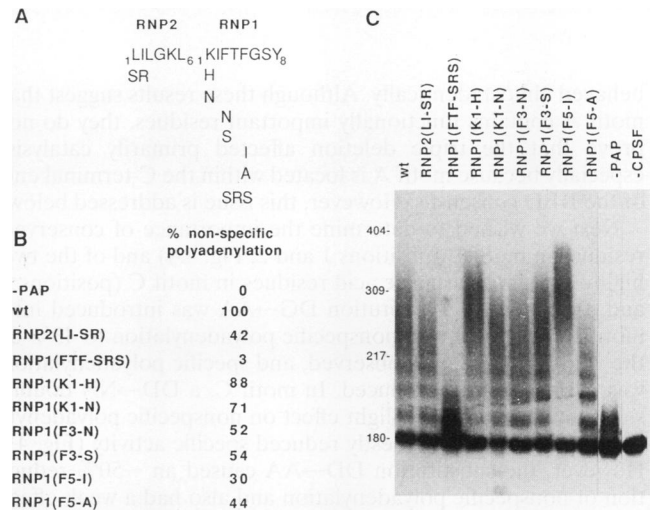 A
RNP2 RNP1
1LILGKL6 1KIFTFGSY8
SR H
N
N
S
I
A
SRS
B
% non-specific
polyadenylation
PAP
wt 100
RNP2(LI-SR) 42
RNP1(FTF-SRS) 3
RNP1(K1-H) 88
RNP1(K1-N) 71
RNP1(F3-N) 52
RNP1(F3-S) 54
RNP1(F5-I) 30
RNP1(F5-A) 44
C
wt
RNP2(LI-SR)
RNP1(FTF-SRS)
RNP1(K1-H)
RNP1(K1-N)
RNP1(F3-N)
RNP1(F3-S)
RNP1(F5-I)
RNP1(F5-A)
-PAP
-CPSF
404-
309-
217-
180-